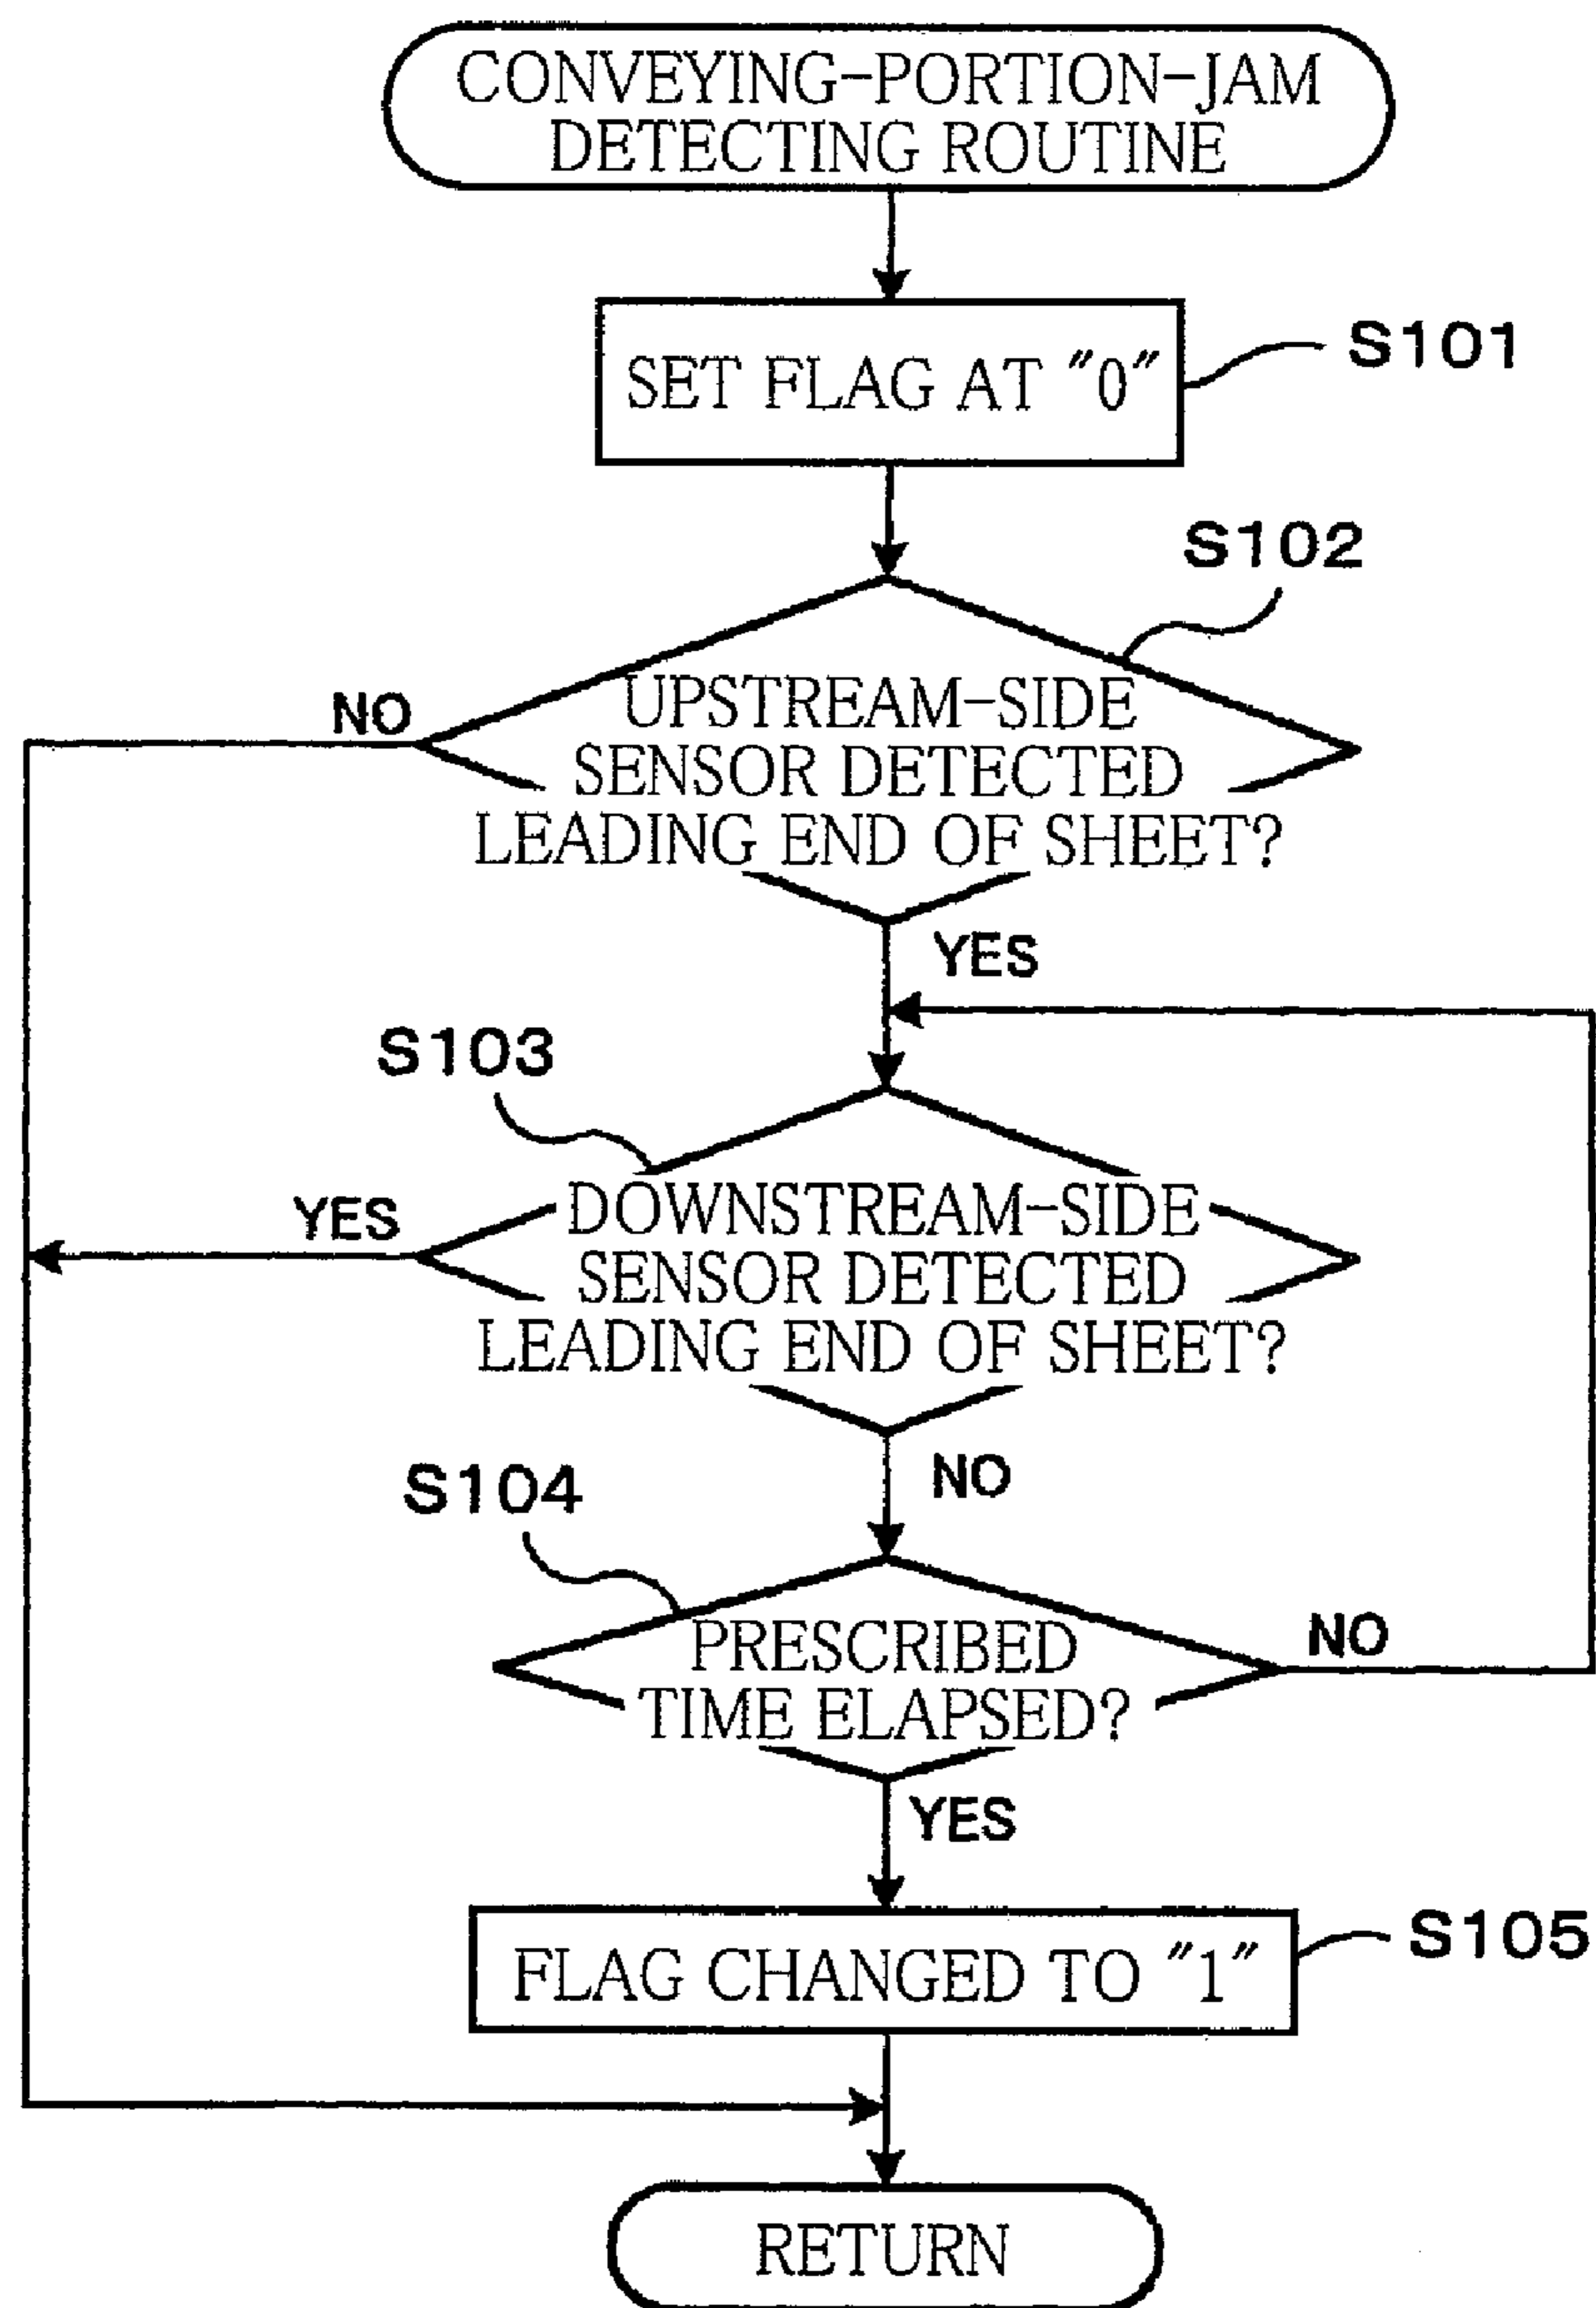 CONVEYING-PORTION-JAM
DETECTING ROUTINE
SET FLAG AT "0"
S101
S102
NO
UPSTREAM-SIDE
SENSOR DETECTED
LEADING END OF SHEET?
YES
S103
YES
DOWNSTREAM-SIDE
SENSOR DETECTED
LEADING END OF SHEET?
NO
S104
PRESCRIBED
TIME ELAPSED?
NO
YES
FLAG CHANGED TO "1"
S105
RETURN